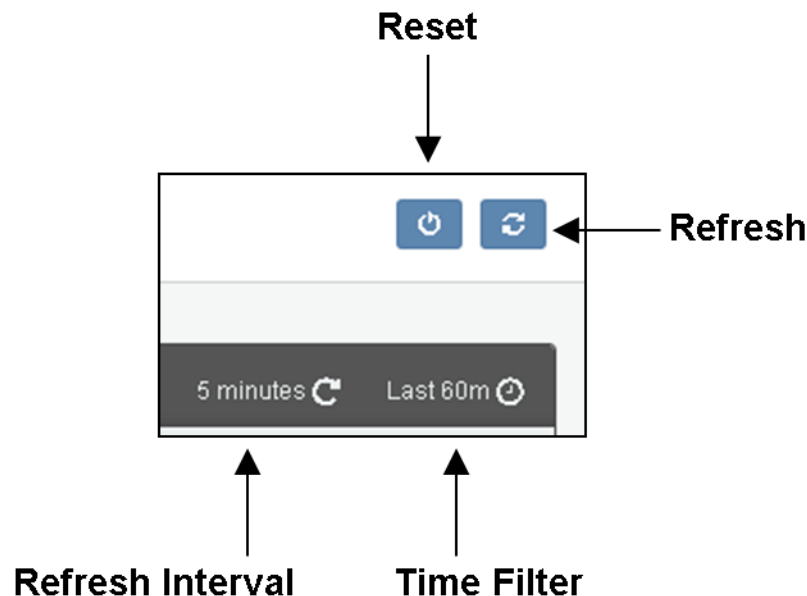 Reset
Refresh
5 minutes
Last 60m
Refresh Interval
Time Filter